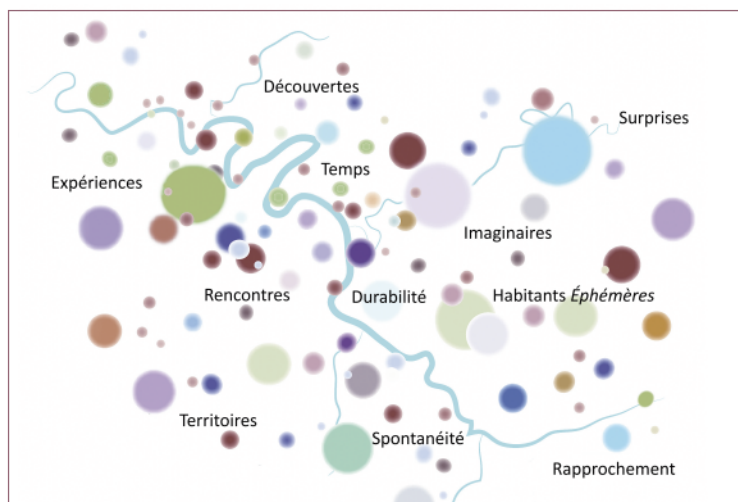 Découvertes
Surprises
Temps
Expériences
Imaginaires
Rencontres
Durabilité
Habitants Éphémères
Territoires
Spontanéité
Rapprochement